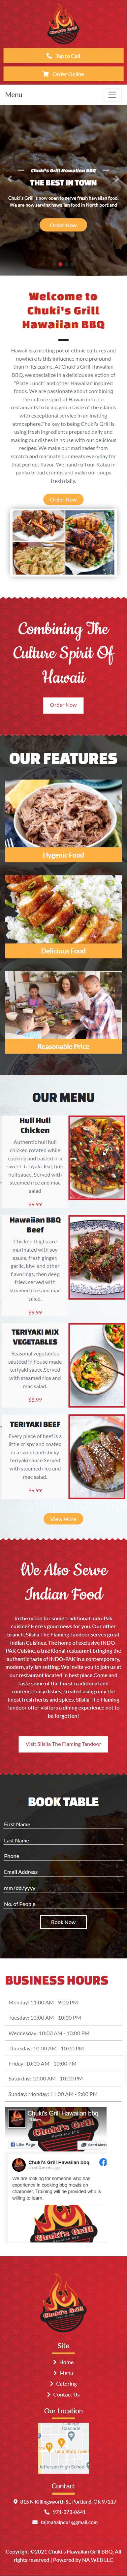 Chuki's Grill
Tap to Call
Order Online
Menu
Chuki's Grill Hawaiian BBQ
THE BEST IN TOWN
Chuki's Grill is now open to serve fresh hawaiian food.
We are now serving hawaiian food in North portland
Order Now
Welcome to
Chuki's Grill
Hawaiian BBQ
Hawaii is a melting pot of ethnic cultures and
nowhere is this influence more profound
than in its cuisine. At Chuki's Grill Hawaiian
BBQ, we specialize in a delicious selection of
"Plate Lunch" and other Hawaiian inspired
foods. We are passionate about combining
the culture and spirit of Hawaii into our
restaurants to bring you a taste of the islands
with exceptional service in an inviting
atmosphere.The key to being Chuki's Grill is
using fresh ingredients prepared daily and
making our dishes in house with our delicious
recipes. We make our marinades from
scratch and marinate our meats everyday for
that perfect flavor. We hand roll our Katsu in
panko bread crumbs and make our soups
fresh daily.
Order Now
Combining The
Culture Spirit Of
Hawaii
Order Now
OUR FEATURES
Hygenic Food
Delicious Food
Reasonable Price
OUR MENU
Huli Huli
Chicken
Authentic huli huli
chicken rotated while
cooking and basted in a
sweet, teriyaki-like, huli
huli sauce. Served with
steamed rice and mac
salad
$9.99
Hawaiian BBQ
Beef
Chicken thighs are
marinated with soy
sauce, fresh ginger,
garlic, kiwi and other
flavorings, then deep
fried. served with
steamed rice and mac
salad.
$9.99
TERIYAKI MIX
VEGETABLES
Seasonal vegetables
sautéed in house made
teriyaki sauce.Served
with steamed rice and
mac salad.
$8.99
TERIYAKI BEEF
Every piece of beef is a
little crispy and coated
in a sweet and sticky
teriyaki sauce.Served
with steamed rice and
mac salad.
$9.99
View More
We Also Serve
Indian Food
In the mood for some traditional Indo-Pak
Cuisine? Here's good news for you. Our other
branch, Silsila The Flaming Tandoor serves great
Indian Cuisines. The home of exclusive INDO-
PAK Cuisine, a traditional restaurant bringing the
authentic taste of INDO-PAK in a contemporary,
modern, stylish setting. We invite you to join us at
our restaurant located in best place Come and
taste some of the finest traditional and
contemporary dishes, created using only the
finest fresh herbs and spices. Silsila The Flaming
Tandoor offer visitors a dining experience not to
be forgotten!
Visit Silsila The Flaming Tandoor
BOOK TABLE
First Name
Last Name
Phone
Email Address
mm/dd/yyyy
No. of People
Book Now
BUSINESS HOURS
Monday: 11:00 AM - 9:00 PM
Tuesday: 10:00 AM - 10:00 PM
Wednesday: 10:00 AM - 10:00 PM
Thursday: 10:00 AM - 10:00 PM
Friday: 10:00 AM - 10:00 PM
Saturday: 10:00 AM - 10:00 PM
Sunday: Monday: 11:00 AM - 9:00 PM
Chuki's Grill Hawaiian bbq
Like Page
Send Mess
Chuki's Grill Hawaiian bbq
We are looking for someone who has
experience in cooking bbq meats on
charbroiler. Training will be provided who is
willing to learn.
Chuki's Grill
Chuki's Grill
Site
Home
Menu
Catering
Contact Us
Our Location
Contact
815 N Killingsworth St, Portland, OR 97217
971-373-8641
tajmahalpdx1@gmail.com
Copyright ©2021 Chuki's Hawaiian Grill BBQ. All
rights reserved | Powered by NA WEB LLC